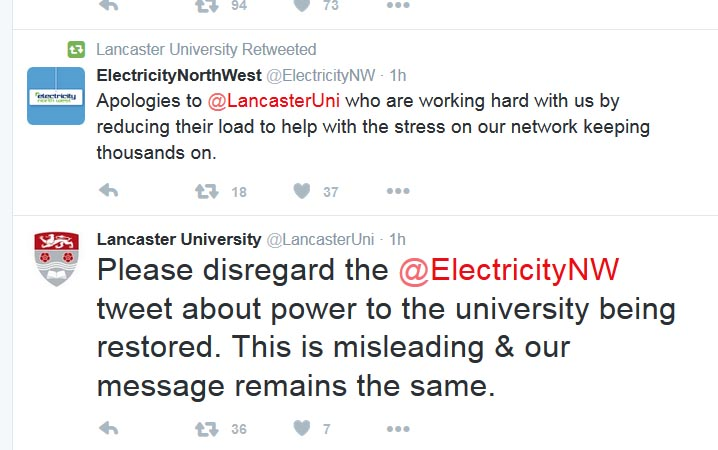 94 73
Lancaster University Retweeted
ElectricityNorthWest @ElectricityNW · 1h
electricity
north west
Apologies to @LancasterUni who are working hard with us by
reducing their load to help with the stress on our network keeping
thousands on.
18 37
Lancaster University @LancasterUni · 1h
Please disregard the @ElectricityNW
tweet about power to the university being
restored. This is misleading & our
message remains the same.
36 7